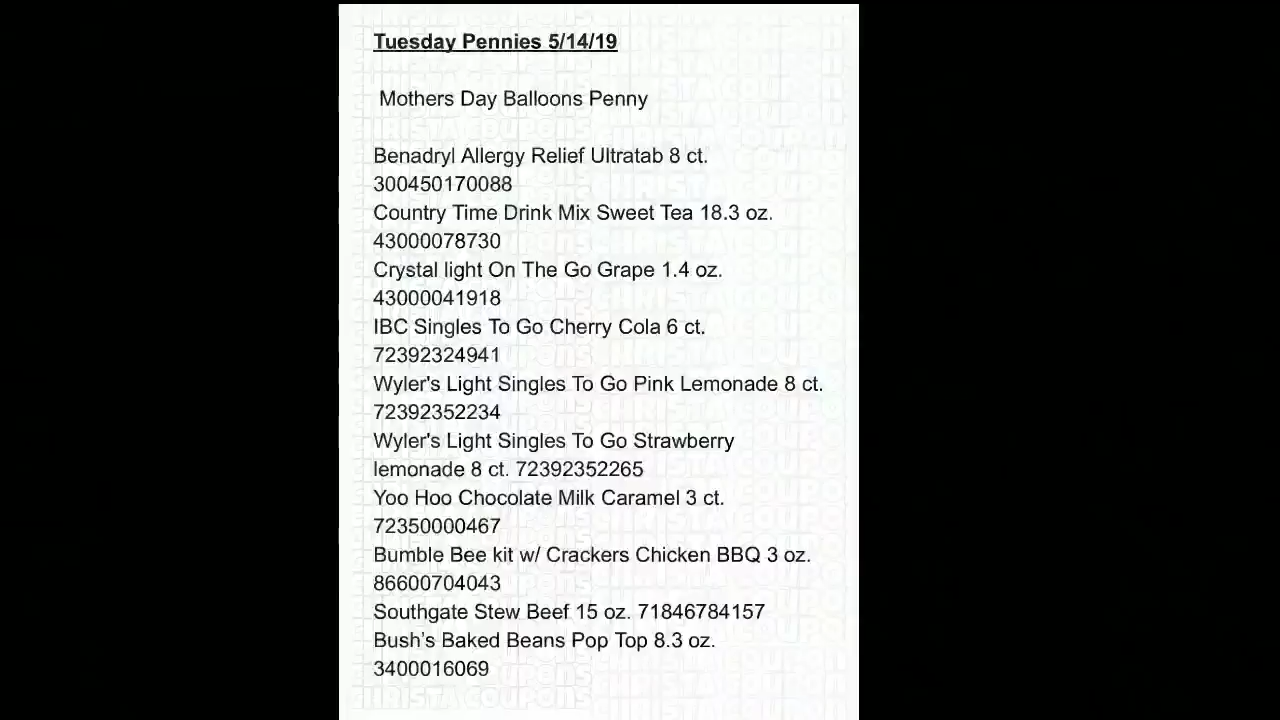 Tuesday Pennies 5/14/19
Mothers Day Balloons Penny
Benadryl Allergy Relief Ultratab 8 ct.
300450170088
Country Time Drink Mix Sweet Tea 18.3 oz.
43000078730
Crystal light On The Go Grape 1.4 oz.
43000041918
IBC Singles To Go Cherry Cola 6 ct.
72392324941
Wyler's Light Singles To Go Pink Lemonade 8 ct.
72392352234
Wyler's Light Singles To Go Strawberry
lemonade 8 ct. 72392352265
Yoo Hoo Chocolate Milk Caramel 3 ct.
72350000467
Bumble Bee kit w/ Crackers Chicken BBQ 3 oz.
86600704043
Southgate Stew Beef 15 oz. 71846784157
Bush’s Baked Beans Pop Top 8.3 oz.
3400016069